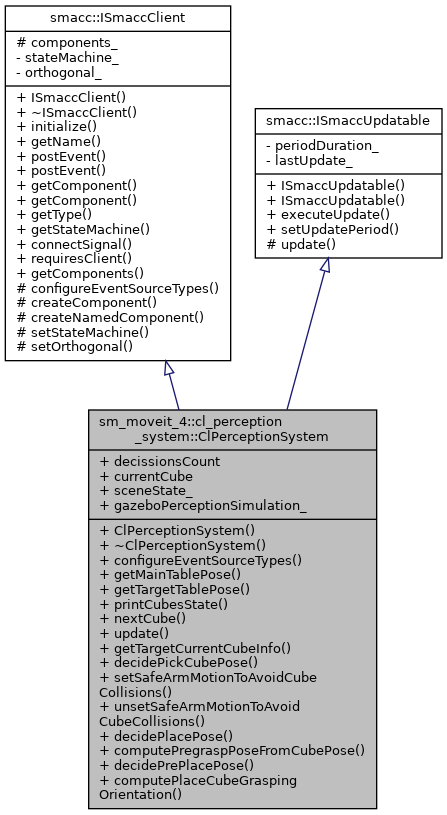 smacc::ISmaccClient
# components_
- stateMachine_
- orthogonal_
+ ISmaccClient()
+ ~ISmaccClient()
+ initialize()
+ getName()
+ postEvent()
+ postEvent()
+ getComponent()
+ getComponent()
+ getType()
+ getStateMachine()
+ connectSignal()
+ requiresClient()
+ getComponents()
# configureEventSourceTypes()
# createComponent()
# createNamedComponent()
# setStateMachine()
# setOrthogonal()
smacc::ISmaccUpdatable
- periodDuration_
- lastUpdate_
+ ISmaccUpdatable()
+ ISmaccUpdatable()
+ executeUpdate()
+ setUpdatePeriod()
# update()
sm_moveit_4::cl_perception
_system::ClPerceptionSystem
+ decissionsCount
+ currentCube
+ sceneState_
+ gazeboPerceptionSimulation_
+ ClPerceptionSystem()
+ ~ClPerceptionSystem()
+ configureEventSourceTypes()
+ getMainTablePose()
+ getTargetTablePose()
+ printCubesState()
+ nextCube()
+ update()
+ getTargetCurrentCubeInfo()
+ decidePickCubePose()
+ setSafeArmMotionToAvoidCube
Collisions()
+ unsetSafeArmMotionToAvoid
CubeCollisions()
+ decidePlacePose()
+ computePregraspPoseFromCubePose()
+ decidePrePlacePose()
+ computePlaceCubeGrasping
Orientation()